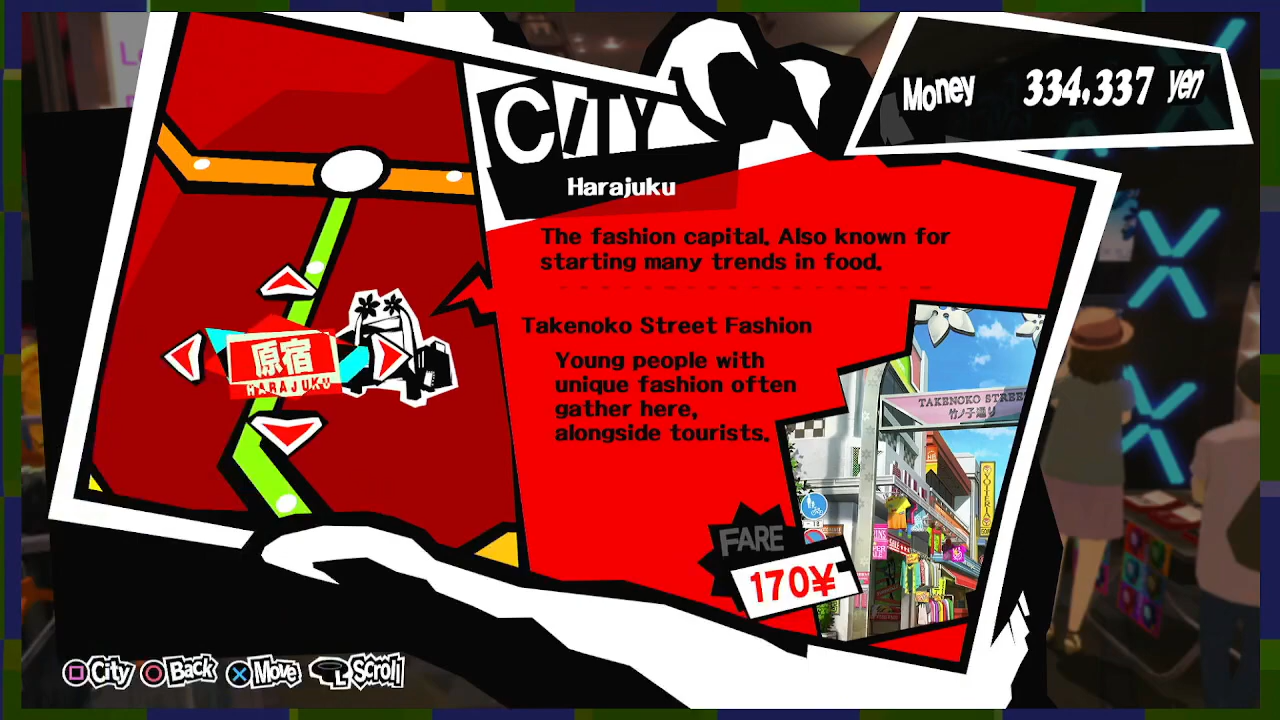 CITY
Money 334,337 yen
Harajuku
The fashion capital. Also known for
starting many trends in food.
Takenoko Street Fashion
Young people with
unique fashion often
gather here,
alongside tourists.
原宿
HARAJUKU
TAKENOKO STREE
竹ノ子通り
FARE
170¥
City Back Move L Scroll